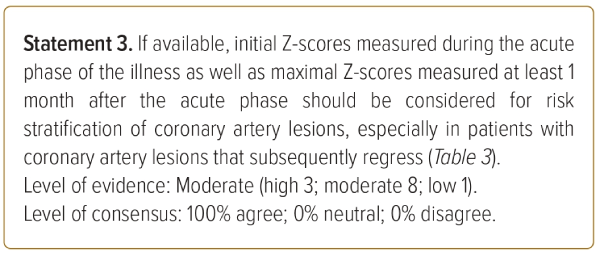 Statement 3. If available, initial Z-scores measured during the acute
phase of the illness as well as maximal Z-scores measured at least 1
month after the acute phase should be considered for risk
stratification of coronary artery lesions, especially in patients with
coronary artery lesions that subsequently regress (Table 3).
Level of evidence: Moderate (high 3; moderate 8; low 1).
Level of consensus: 100% agree; 0% neutral; 0% disagree.